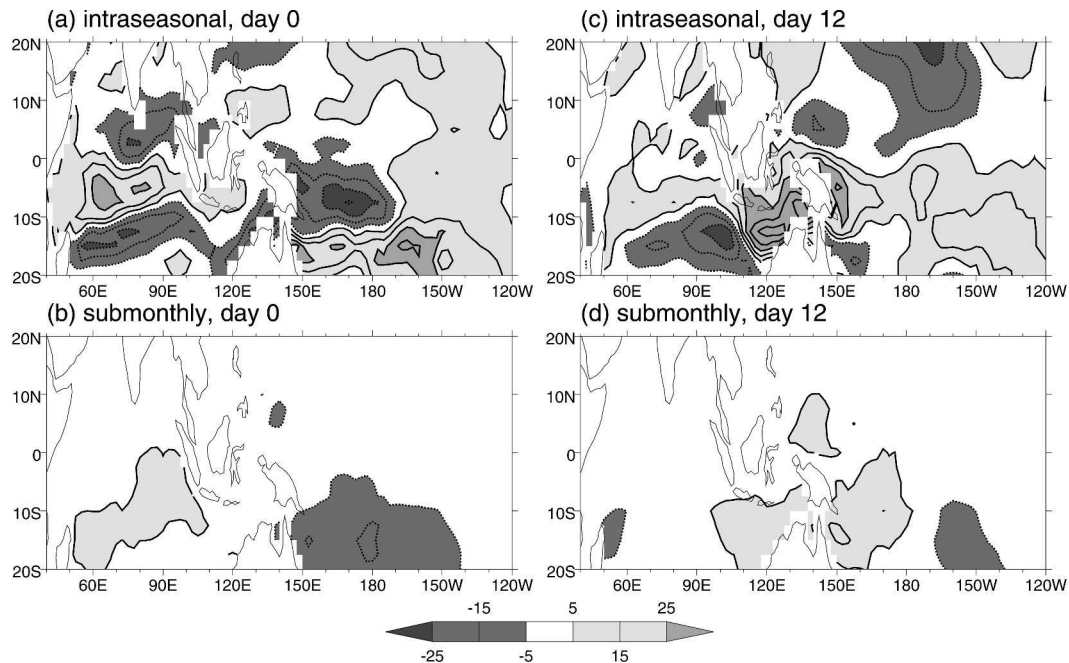 (a) intraseasonal, day 0
20N
10N
0
10S
20S
60E 90E 120E 150E 180 150W 120W
(c) intraseasonal, day 12
20N
10N
0
10S
20S
60E 90E 120E 150E 180 150W 120W
(b) submonthly, day 0
20N
10N
0
10S
20S
60E 90E 120E 150E 180 150W 120W
(d) submonthly, day 12
20N
10N
0
10S
20S
60E 90E 120E 150E 180 150W 120W
-15 5 25
-25 -5 15